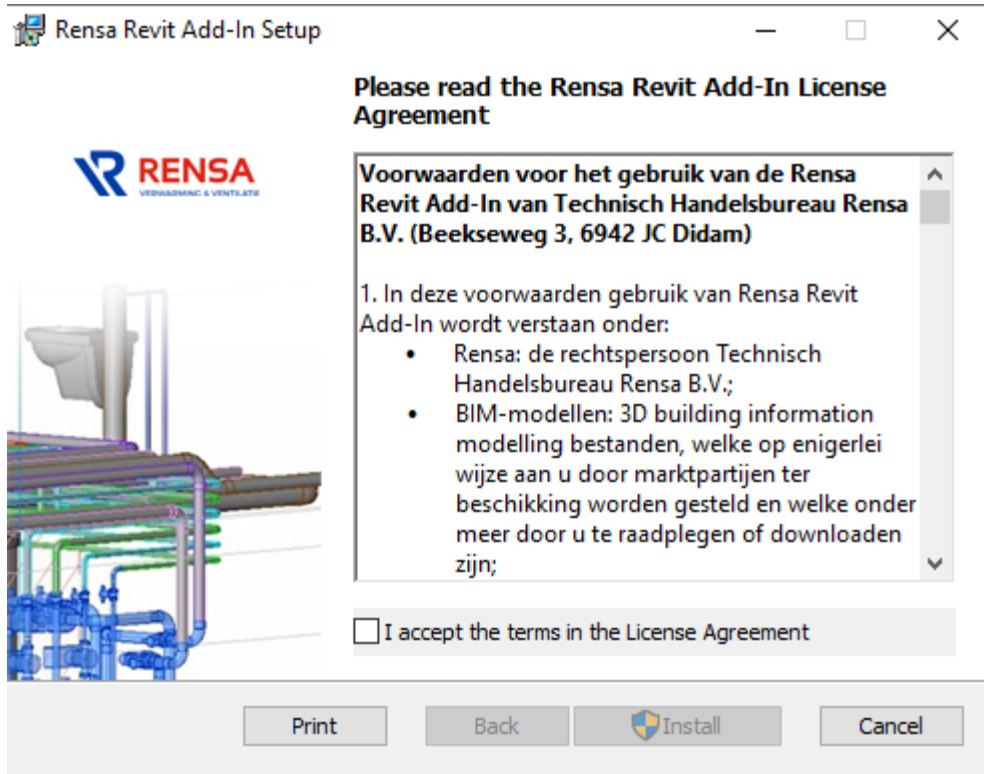 Rensa Revit Add-In Setup
Please read the Rensa Revit Add-In License
Agreement
RENSA
VERWARMING & VENTILATIE
Voorwaarden voor het gebruik van de Rensa
Revit Add-In van Technisch Handelsbureau Rensa
B.V. (Beekseweg 3, 6942 JC Didam)
1. In deze voorwaarden gebruik van Rensa Revit
Add-In wordt verstaan onder:
• Rensa: de rechtspersoon Technisch
Handelsbureau Rensa B.V.;
• BIM-modellen: 3D building information
modelling bestanden, welke op enigerlei
wijze aan u door marktpartijen ter
beschikking worden gesteld en welke onder
meer door u te raadplegen of downloaden
zijn;
I accept the terms in the License Agreement
Print
Back
Install
Cancel